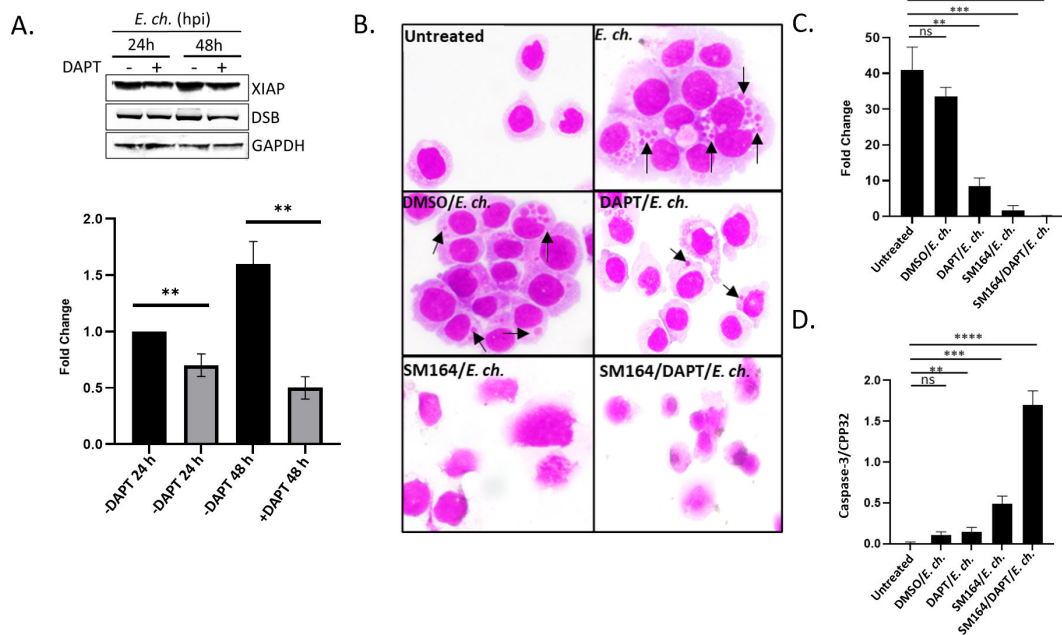 A.
E. ch. (hpi)
24h 48h
DAPT - + - +
XIAP
DSB
GAPDH
** **
Fold Change
2.0
1.5
1.0
0.5
0.0
-DAPT 24 h
-DAPT 24 h
-DAPT 48 h
+DAPT 48 h
B.
Untreated
E. ch.
DMSO/E. ch.
DAPT/E. ch.
SM164/E. ch.
SM164/DAPT/E. ch.
C.
***
**
ns
Fold Change
50
40
30
20
10
0
Untreated
DMSO/E. ch.
DAPT/E. ch.
SM164/E. ch.
SM164/DAPT/E. ch.
D.
****
***
**
ns
Caspase-3/CPP32
2.0
1.5
1.0
0.5
0.0
Untreated
DMSO/E. ch.
DAPT/E. ch.
SM164/E. ch.
SM164/DAPT/E. ch.